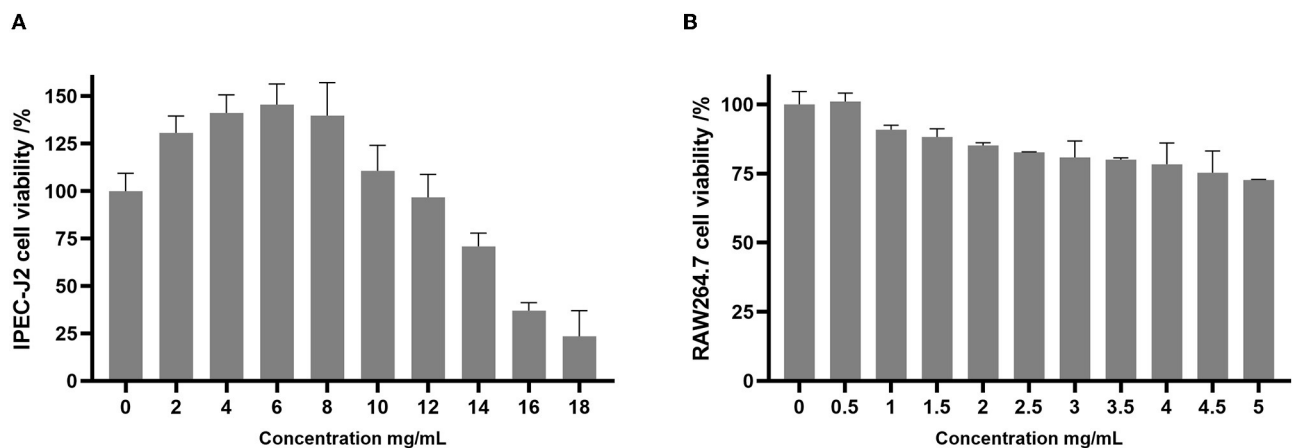 A
IPEC-J2 cell viability /%
150
125
100
75
50
25
0
0 2 4 6 8 10 12 14 16 18
Concentration mg/mL
B
RAW264.7 cell viability /%
100
75
50
25
0
0 0.5 1 1.5 2 2.5 3 3.5 4 4.5 5
Concentration mg/mL